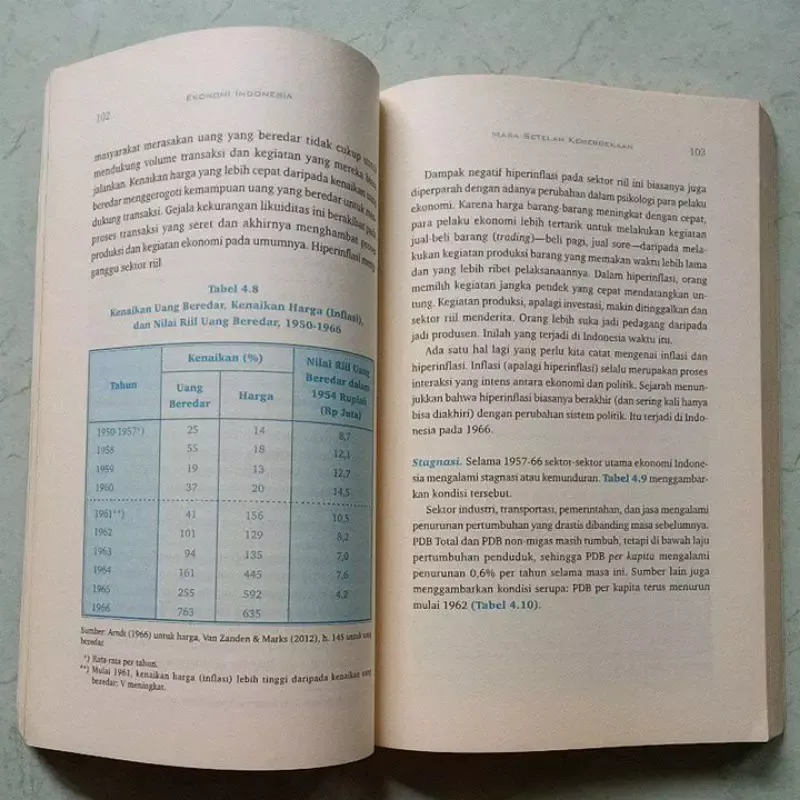 102
EKONOMI INDONESIA
masyarakat merasakan uang yang beredar tidak cukup
mendukung volume transaksi dan kegiatan yang mereka
jalankan. Kenaikan harga yang lebih cepat daripada kenaikan uang
beredar menggerogoti kemampuan uang yang beredar untuk
dukung transaksi. Gejala kekurangan likuiditas ini berakibat pada
proses transaksi yang seret dan akhirnya menghambat proses
produksi dan kegiatan ekonomi pada umumnya. Hiperinflasi meng-
ganggu sektor riil.
Tabel 4.8
Kenaikan Uang Beredar, Kenaikan Harga (Inflasi),
dan Nilai Riil Uang Beredar, 1950-1966
Tahun Kenaikan (%) Nilai Riil Uang Beredar dalam 1954 Rupiah (Rp Juta)
Uang Beredar Harga
1950-1957*) 25 14 8,7
1958 55 18 12,1
1959 19 13 12,7
1960 37 20 14,5
1961**) 41 156 10,5
1962 101 129 8,2
1963 94 135 7,0
1964 161 445 7,6
1965 255 592 4,2
1966 763 635
Sumber: Arndt (1966) untuk harga, Van Zanden & Marks (2012), h. 145 untuk uang
beredar.
*) Rata-rata per tahun.
**) Mulai 1961, kenaikan harga (inflasi) lebih tinggi daripada kenaikan uang
beredar; V meningkat.
MASA SETELAH KEMERDEKAAN
103
Dampak negatif hiperinflasi pada sektor riil ini biasanya juga
diperparah dengan adanya perubahan dalam psikologi para pelaku
ekonomi. Karena harga barang-barang meningkat dengan cepat,
para pelaku ekonomi lebih tertarik untuk melakukan kegiatan
jual-beli barang (trading)—beli pagi, jual sore—daripada mela-
kukan kegiatan produksi barang yang memakan waktu lebih lama
dan yang lebih ribet pelaksanaannya. Dalam hiperinflasi, orang
memilih kegiatan jangka pendek yang cepat mendatangkan un-
tung. Kegiatan produksi, apalagi investasi, makin ditinggalkan dan
sektor riil menderita. Orang lebih suka jadi pedagang daripada
jadi produsen. Inilah yang terjadi di Indonesia waktu itu.
Ada satu hal lagi yang perlu kita catat mengenai inflasi dan
hiperinflasi. Inflasi (apalagi hiperinflasi) selalu merupakan proses
interaksi yang intens antara ekonomi dan politik. Sejarah menun-
jukkan bahwa hiperinflasi biasanya berakhir (dan sering kali hanya
bisa diakhiri) dengan perubahan sistem politik. Itu terjadi di Indo-
nesia pada 1966.
Stagnasi. Selama 1957-66 sektor-sektor utama ekonomi Indone-
sia mengalami stagnasi atau kemunduran. Tabel 4.9 menggambar-
kan kondisi tersebut.
Sektor industri, transportasi, pemerintahan, dan jasa mengalami
penurunan pertumbuhan yang drastis dibanding masa sebelumnya.
PDB Total dan PDB non-migas masih tumbuh, tetapi di bawah laju
pertumbuhan penduduk, sehingga PDB per kapita mengalami
penurunan 0,6% per tahun selama masa ini. Sumber lain juga
menggambarkan kondisi serupa: PDB per kapita terus menurun
mulai 1962 (Tabel 4.10).